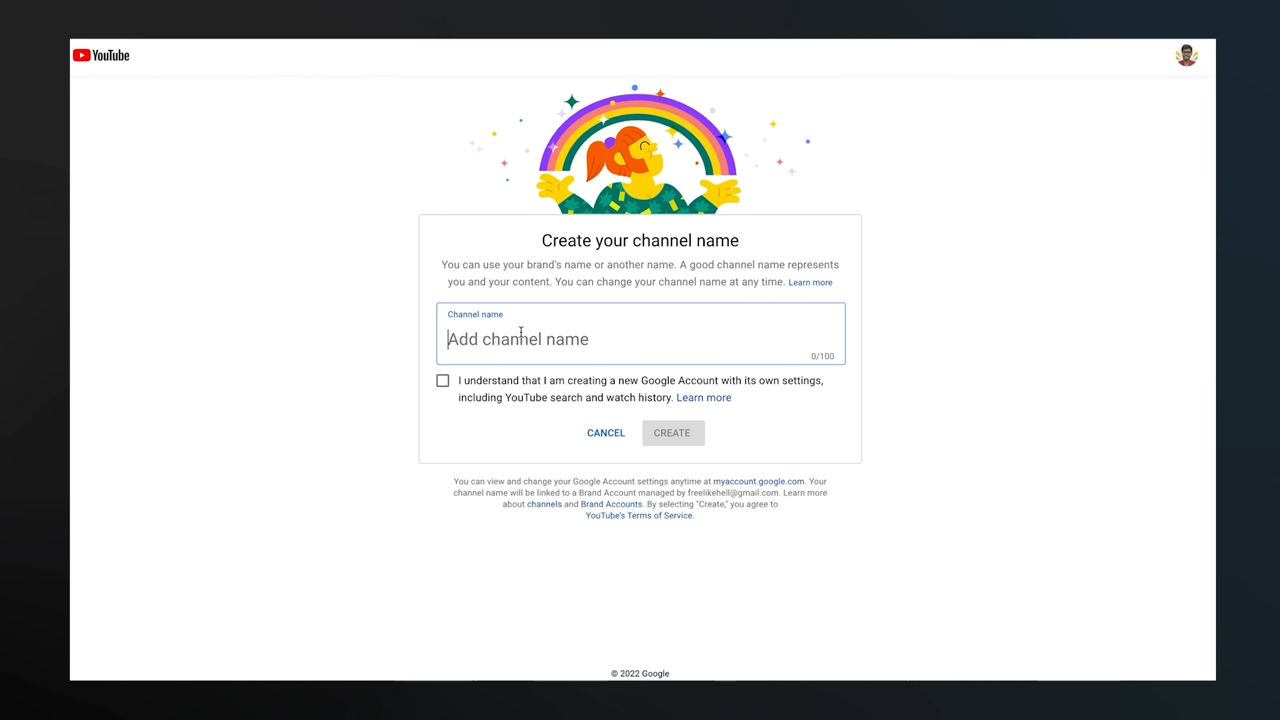 YouTube
Create your channel name
You can use your brand's name or another name. A good channel name represents
you and your content. You can change your channel name at any time. Learn more
Channel name
Add channel name
0/100
I understand that I am creating a new Google Account with its own settings,
including YouTube search and watch history. Learn more
CANCEL CREATE
You can view and change your Google Account settings anytime at myaccount.google.com. Your
channel name will be linked to a Brand Account managed by freelikehell@gmail.com. Learn more
about channels and Brand Accounts. By selecting "Create," you agree to
YouTube's Terms of Service.
© 2022 Google